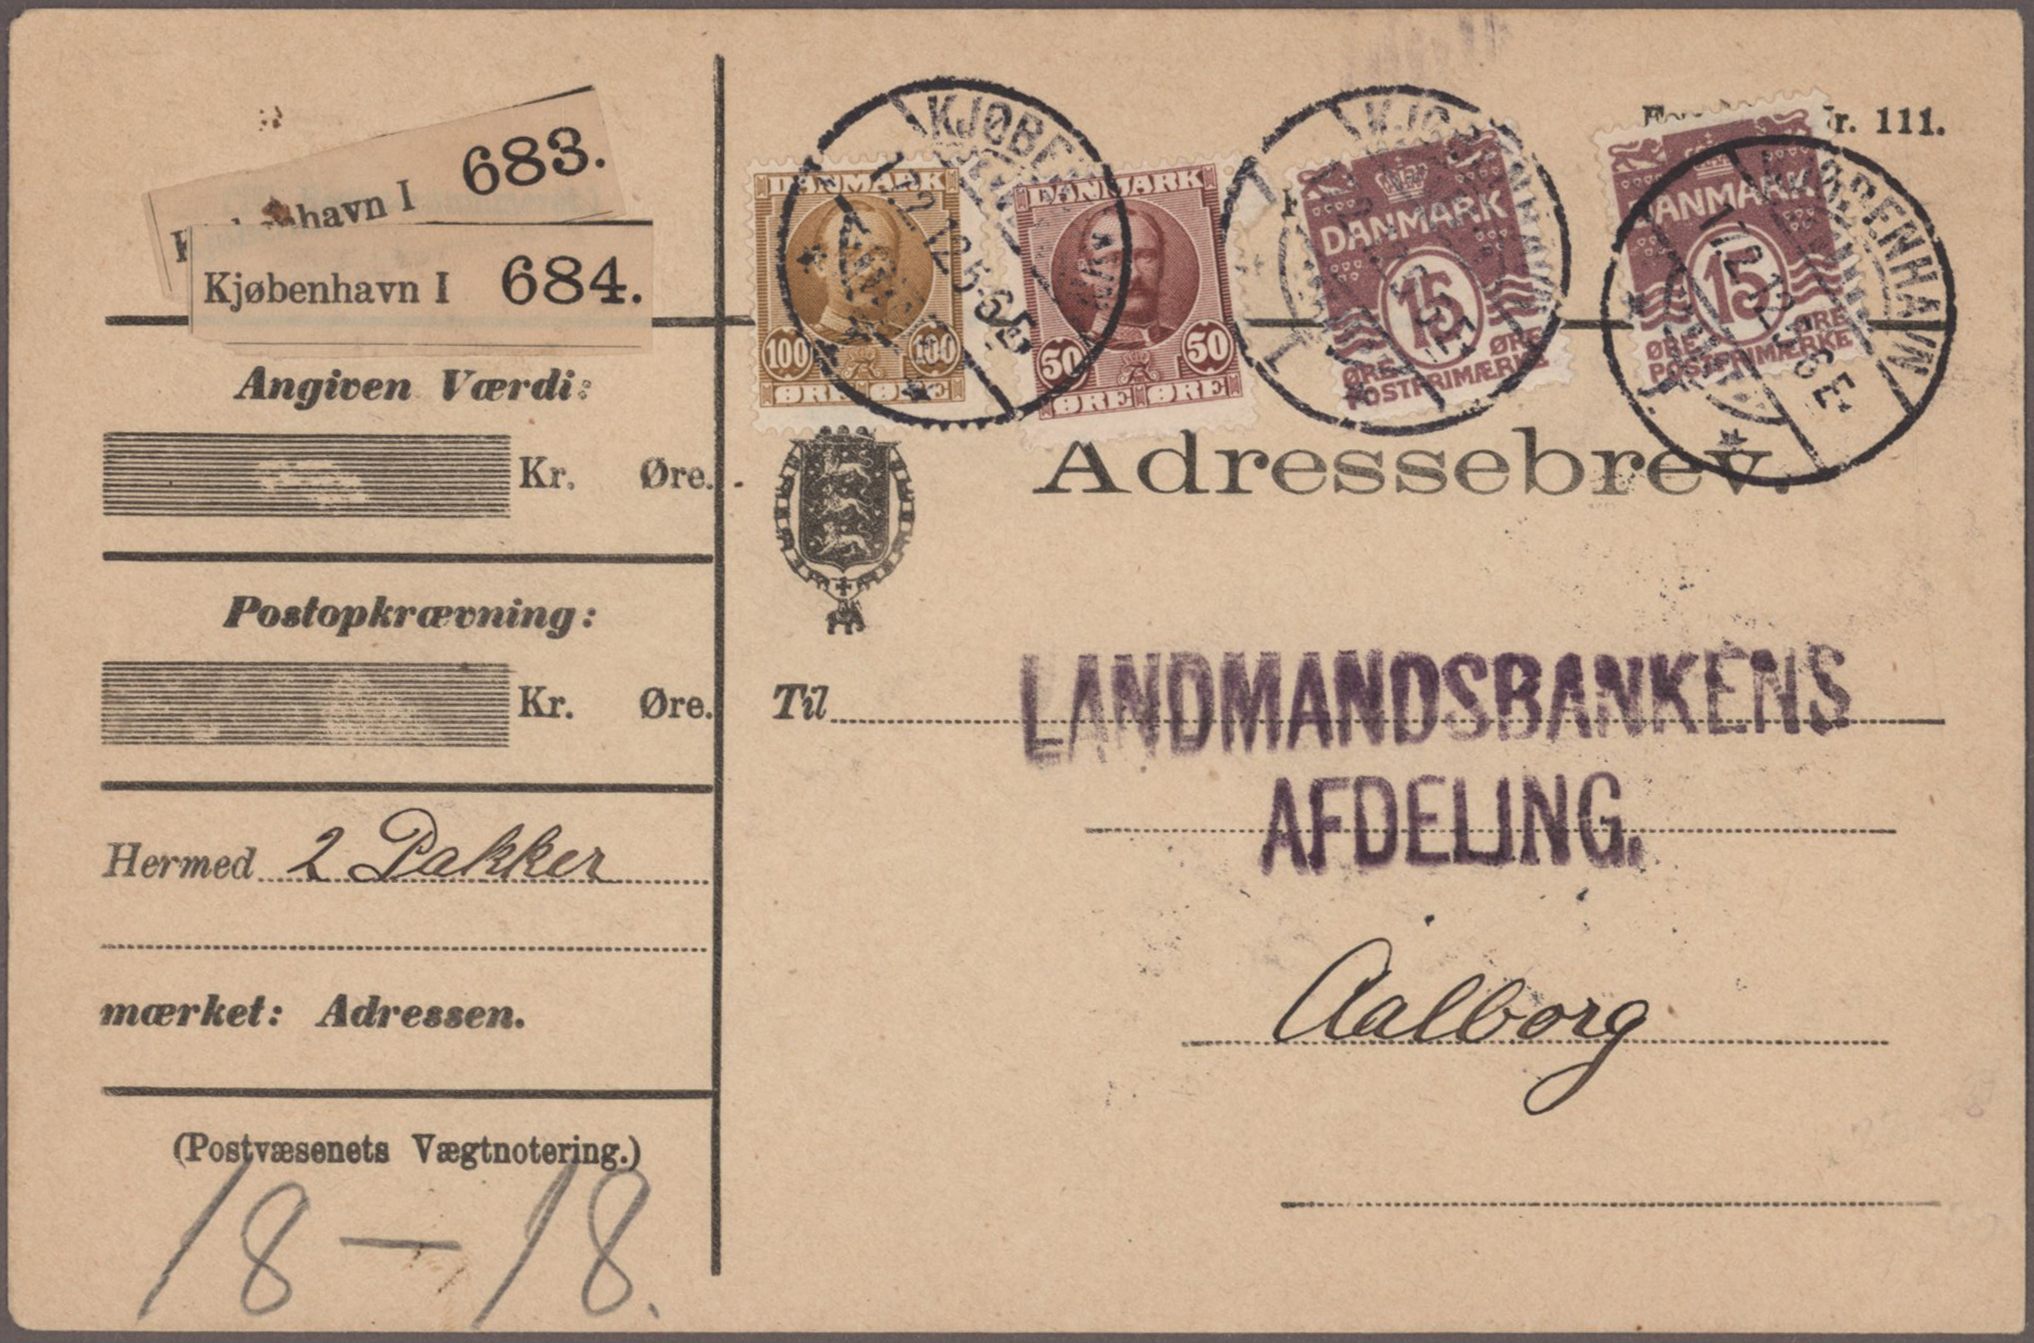 683.
Kjøbenhavn I 684.
Angiven Værdi:
Kr. Øre.
Postopkrævning:
Kr. Øre.
Hermed 2 Pakker
mærket: Adressen.
(Postvæsenets Vægtnotering.)
18 — 18.
111.
DANMARK
100 100
ØRE ØRE
DANMARK
50 50
ØRE ØRE
DANMARK
15
ØRE ØRE
POSTFRIMÆRKE
DANMARK
15
ØRE ØRE
POSTFRIMÆRKE
KJØBENHAVN
Adressebrev.
Til LANDMANDSBANKENS
AFDELING.
Aalborg